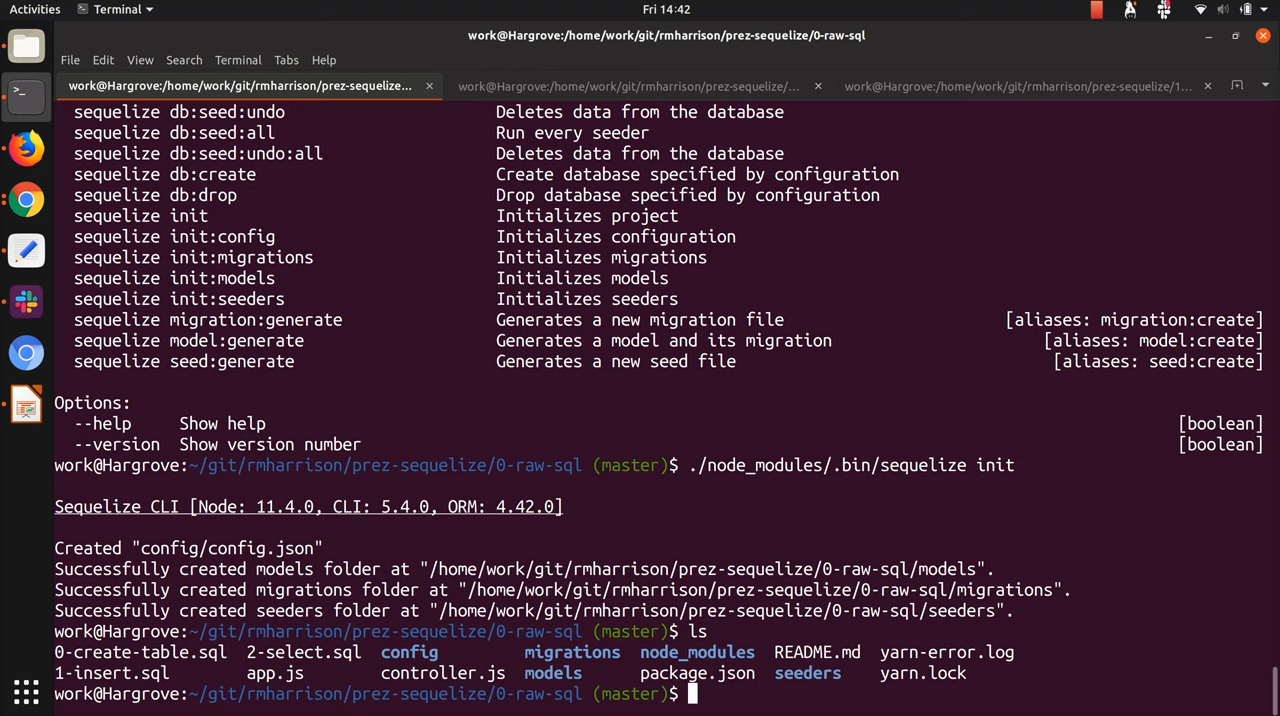 Activities Terminal Fri 14:42
work@Hargrove:/home/work/git/rmharrison/prez-sequelize/0-raw-sql
File Edit View Search Terminal Tabs Help
work@Hargrove:/home/work/git/rmharrison/prez-sequelize... work@Hargrove:/home/work/git/rmharrison/prez-sequelize/... work@Hargrove:/home/work/git/rmharrison/prez-sequelize/1...
sequelize db:seed:undo Deletes data from the database
sequelize db:seed:all Run every seeder
sequelize db:seed:undo:all Deletes data from the database
sequelize db:create Create database specified by configuration
sequelize db:drop Drop database specified by configuration
sequelize init Initializes project
sequelize init:config Initializes configuration
sequelize init:migrations Initializes migrations
sequelize init:models Initializes models
sequelize init:seeders Initializes seeders
sequelize migration:generate Generates a new migration file [aliases: migration:create]
sequelize model:generate Generates a model and its migration [aliases: model:create]
sequelize seed:generate Generates a new seed file [aliases: seed:create]
Options:
--help Show help [boolean]
--version Show version number [boolean]
work@Hargrove:~/git/rmharrison/prez-sequelize/0-raw-sql (master)$ ./node_modules/.bin/sequelize init
Sequelize CLI [Node: 11.4.0, CLI: 5.4.0, ORM: 4.42.0]
Created "config/config.json"
Successfully created models folder at "/home/work/git/rmharrison/prez-sequelize/0-raw-sql/models".
Successfully created migrations folder at "/home/work/git/rmharrison/prez-sequelize/0-raw-sql/migrations".
Successfully created seeders folder at "/home/work/git/rmharrison/prez-sequelize/0-raw-sql/seeders".
work@Hargrove:~/git/rmharrison/prez-sequelize/0-raw-sql (master)$ ls
0-create-table.sql 2-select.sql config migrations node_modules README.md yarn-error.log
1-insert.sql app.js controller.js models package.json seeders yarn.lock
work@Hargrove:~/git/rmharrison/prez-sequelize/0-raw-sql (master)$